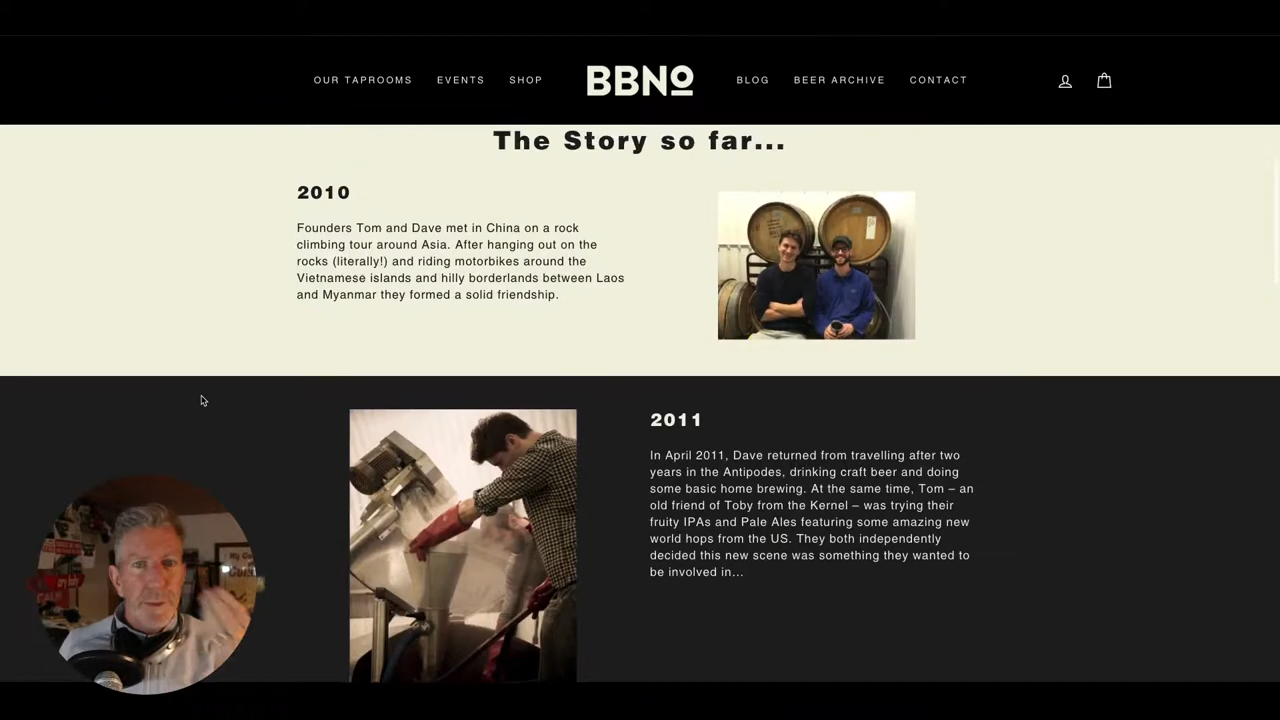 OUR TAPROOMS EVENTS SHOP BBNo BLOG BEER ARCHIVE CONTACT
The Story so far...
2010
Founders Tom and Dave met in China on a rock
climbing tour around Asia. After hanging out on the
rocks (literally!) and riding motorbikes around the
Vietnamese islands and hilly borderlands between Laos
and Myanmar they formed a solid friendship.
2011
In April 2011, Dave returned from travelling after two
years in the Antipodes, drinking craft beer and doing
some basic home brewing. At the same time, Tom – an
old friend of Toby from the Kernel – was trying their
fruity IPAs and Pale Ales featuring some amazing new
world hops from the US. They both independently
decided this new scene was something they wanted to
be involved in...